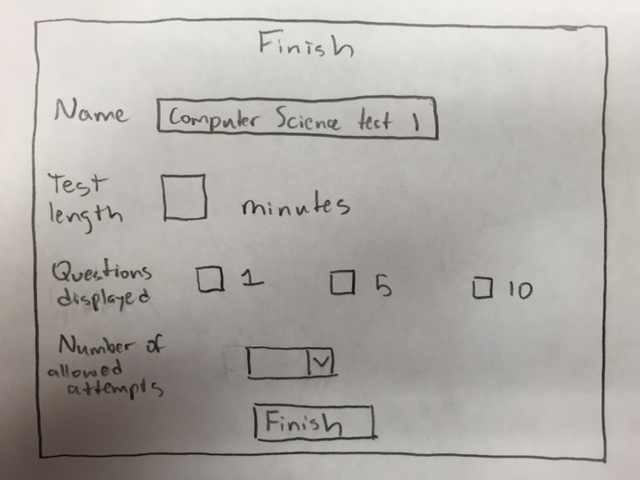 Finish
Name Computer Science test 1
Test
length minutes
Questions
displayed 1 5 10
Number of
allowed
attempts
Finish